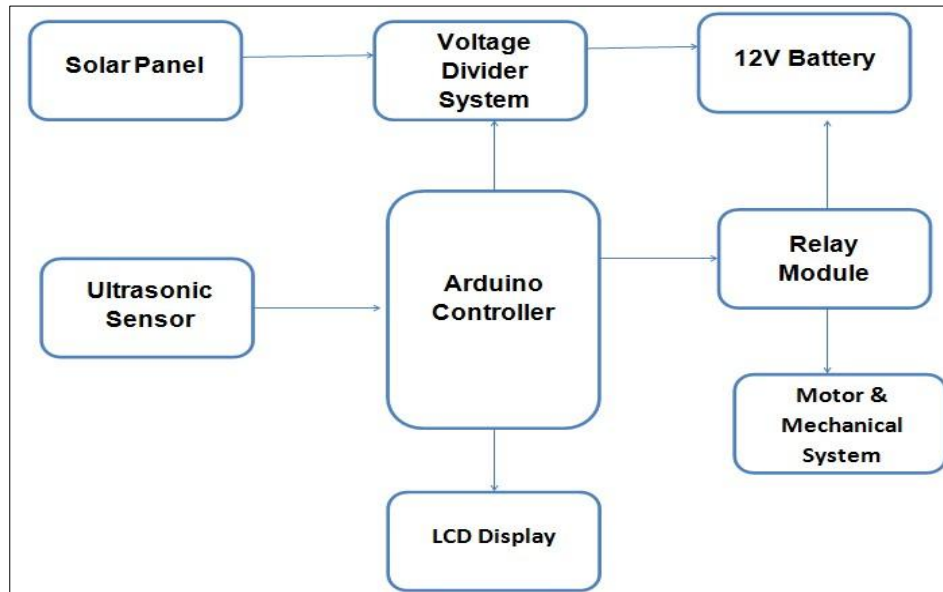 Solar Panel
Voltage
Divider
System
12V Battery
Ultrasonic
Sensor
Arduino
Controller
Relay
Module
Motor &
Mechanical
System
LCD Display